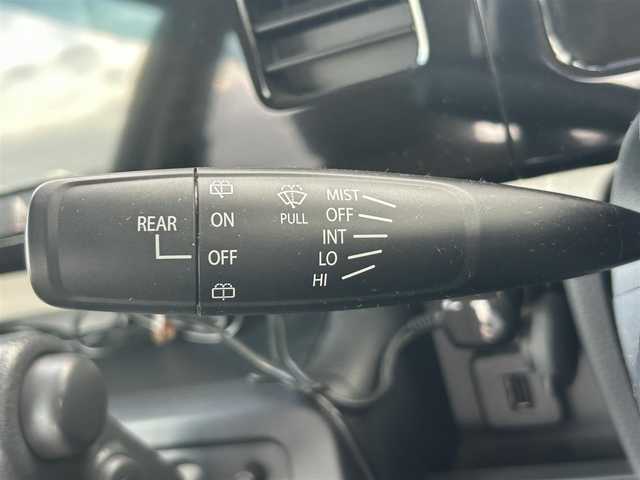 REAR
ON
OFF
PULL
MIST
OFF
INT
LO
HI